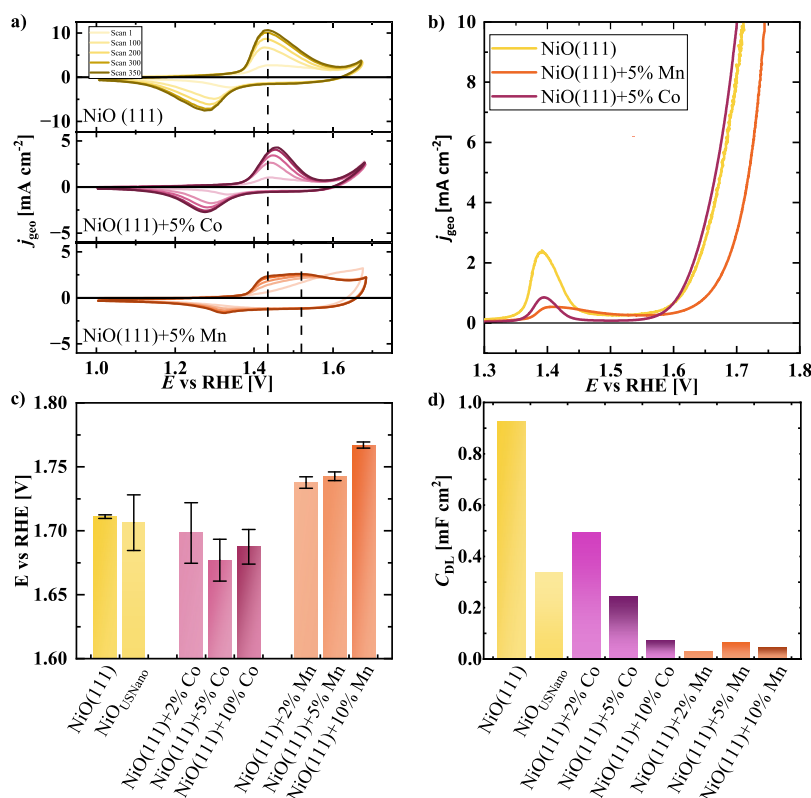 a)
Scan 1
Scan 100
Scan 200
Scan 300
Scan 350
10
5
0
−5
−10
NiO (111)
5
0
−5
NiO(111)+5% Co
5
0
−5
NiO(111)+5% Mn
j_geo [mA cm⁻²]
1.0 1.2 1.4 1.6
E vs RHE [V]
b)
NiO(111)
NiO(111)+5% Mn
NiO(111)+5% Co
10
8
6
4
2
0
j_geo [mA cm⁻²]
1.3 1.4 1.5 1.6 1.7 1.8
E vs RHE [V]
c)
1.80
1.75
1.70
1.65
1.60
E vs RHE [V]
NiO(111)
NiO_USNano
NiO(111)+2% Co
NiO(111)+5% Co
NiO(111)+10% Co
NiO(111)+2% Mn
NiO(111)+5% Mn
NiO(111)+10% Mn
d)
1.0
0.8
0.6
0.4
0.2
0.0
C_DL [mF cm²]
NiO(111)
NiO_USNano
NiO(111)+2% Co
NiO(111)+5% Co
NiO(111)+10% Co
NiO(111)+2% Mn
NiO(111)+5% Mn
NiO(111)+10% Mn